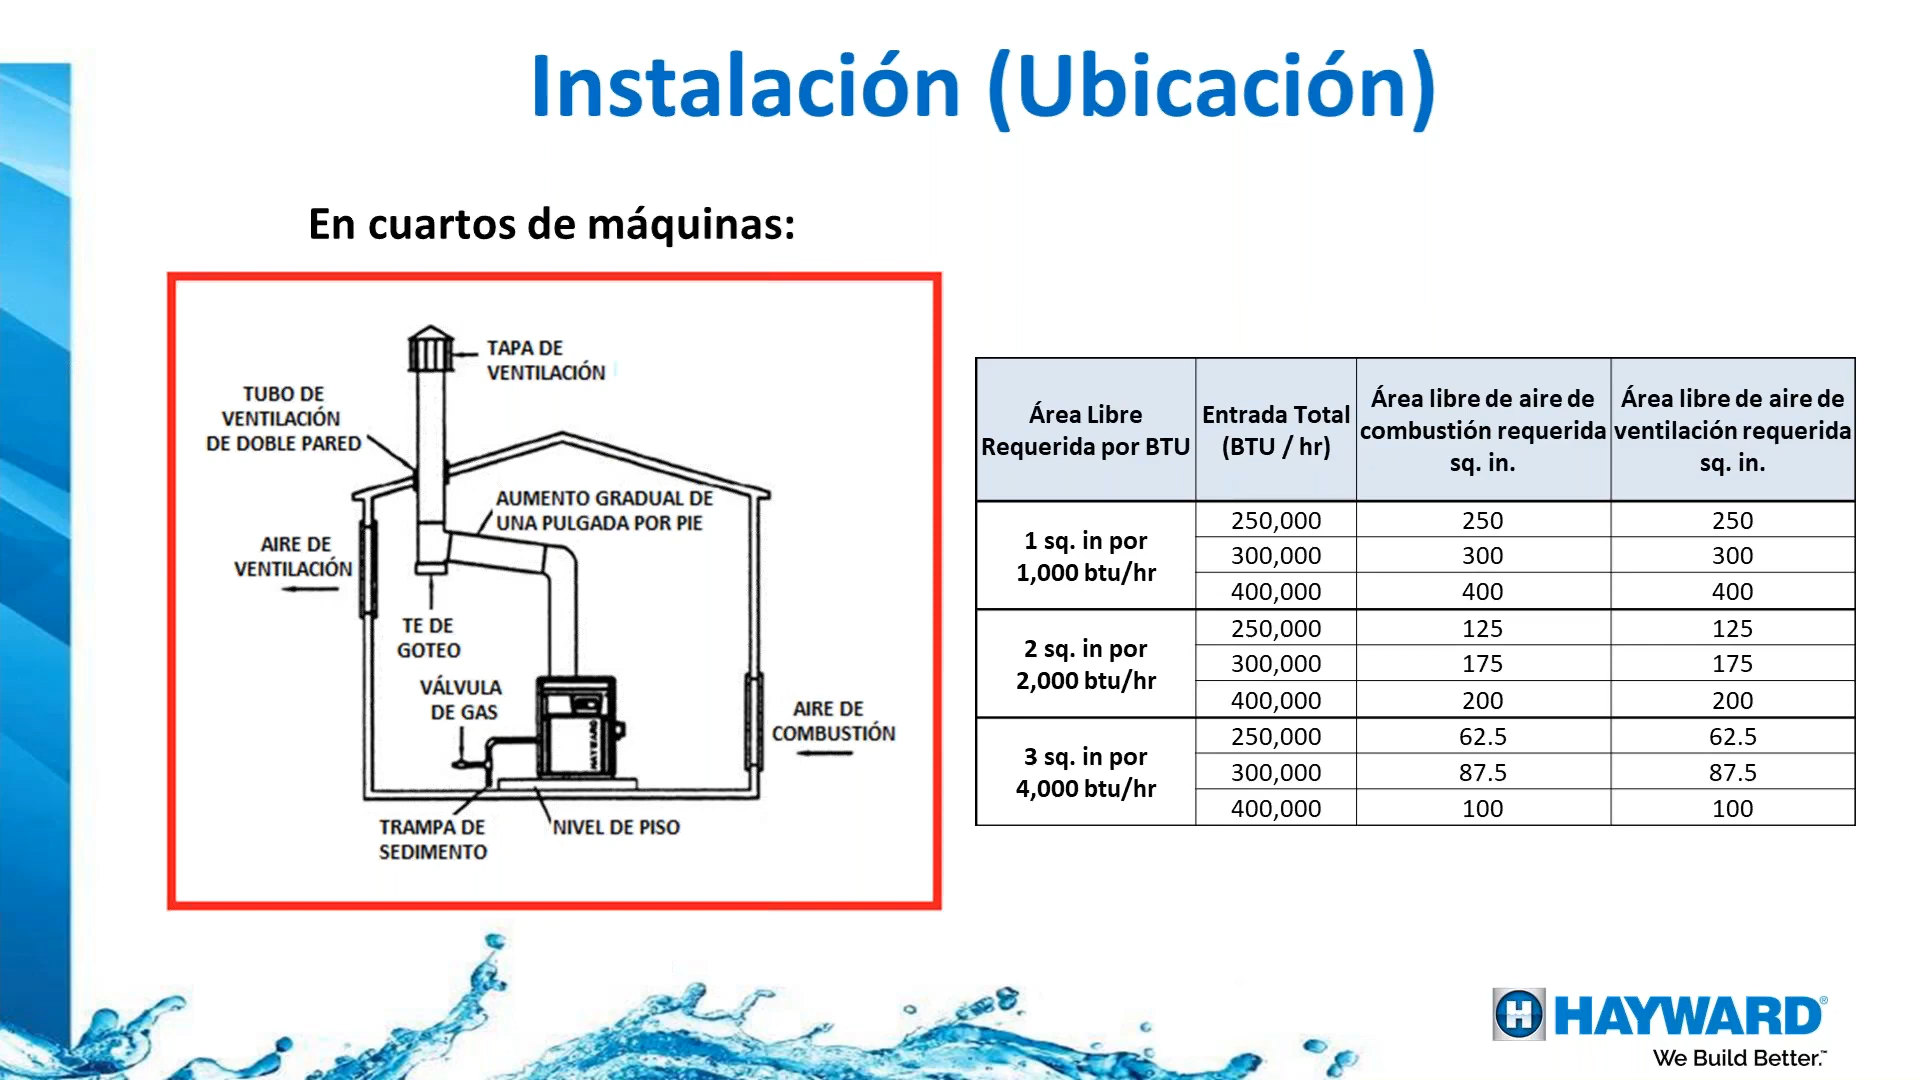 Instalación (Ubicación)
En cuartos de máquinas:
TAPA DE
VENTILACIÓN
TUBO DE
VENTILACIÓN
DE DOBLE PARED
AUMENTO GRADUAL DE
UNA PULGADA POR PIE
AIRE DE
VENTILACIÓN
TE DE
GOTEO
VÁLVULA
DE GAS
AIRE DE
COMBUSTIÓN
HAYWARD
TRAMPA DE
SEDIMENTO
NIVEL DE PISO
Área Libre
Requerida por BTU
Entrada Total
(BTU / hr)
Área libre de aire de
combustión requerida
sq. in.
Área libre de aire de
ventilación requerida
sq. in.
1 sq. in por
1,000 btu/hr
250,000 250 250
300,000 300 300
400,000 400 400
2 sq. in por
2,000 btu/hr
250,000 125 125
300,000 175 175
400,000 200 200
3 sq. in por
4,000 btu/hr
250,000 62.5 62.5
300,000 87.5 87.5
400,000 100 100
H HAYWARD®
We Build Better.™